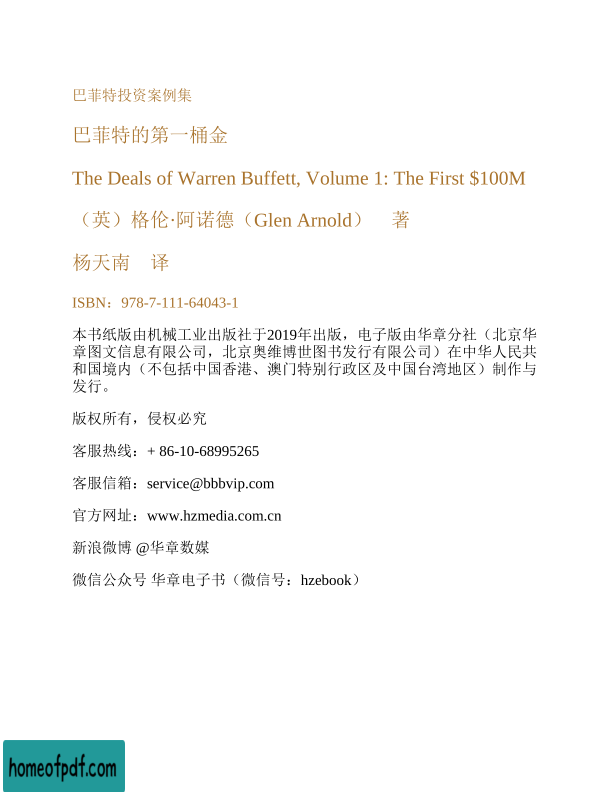 巴菲特投资案例集
巴菲特的第一桶金
The Deals of Warren Buffett, Volume 1: The First $100M
（英）格伦·阿诺德（Glen Arnold）　著
杨天南　译
ISBN：978-7-111-64043-1
本书纸版由机械工业出版社于2019年出版，电子版由华章分社（北京华
章图文信息有限公司，北京奥维博世图书发行有限公司）在中华人民共
和国境内（不包括中国香港、澳门特别行政区及中国台湾地区）制作与
发行。
版权所有，侵权必究
客服热线：+ 86-10-68995265
客服信箱：service@bbbvip.com
官方网址：www.hzmedia.com.cn
新浪微博 @华章数媒
微信公众号 华章电子书（微信号：hzebook）
homeofpdf.com